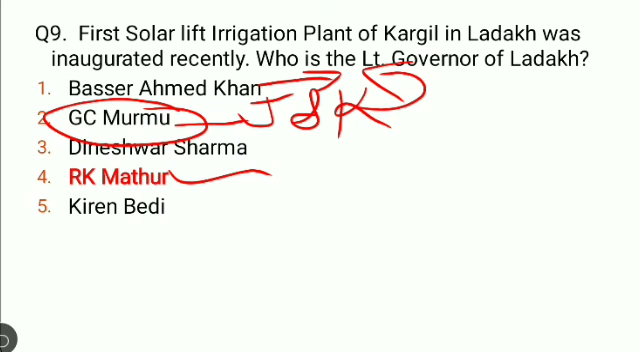 Q9. First Solar lift Irrigation Plant of Kargil in Ladakh was
inaugurated recently. Who is the Lt. Governor of Ladakh?
1. Basser Ahmed Khan
2. GC Murmu J & K
3. Dineshwar Sharma
4. RK Mathur
5. Kiren Bedi